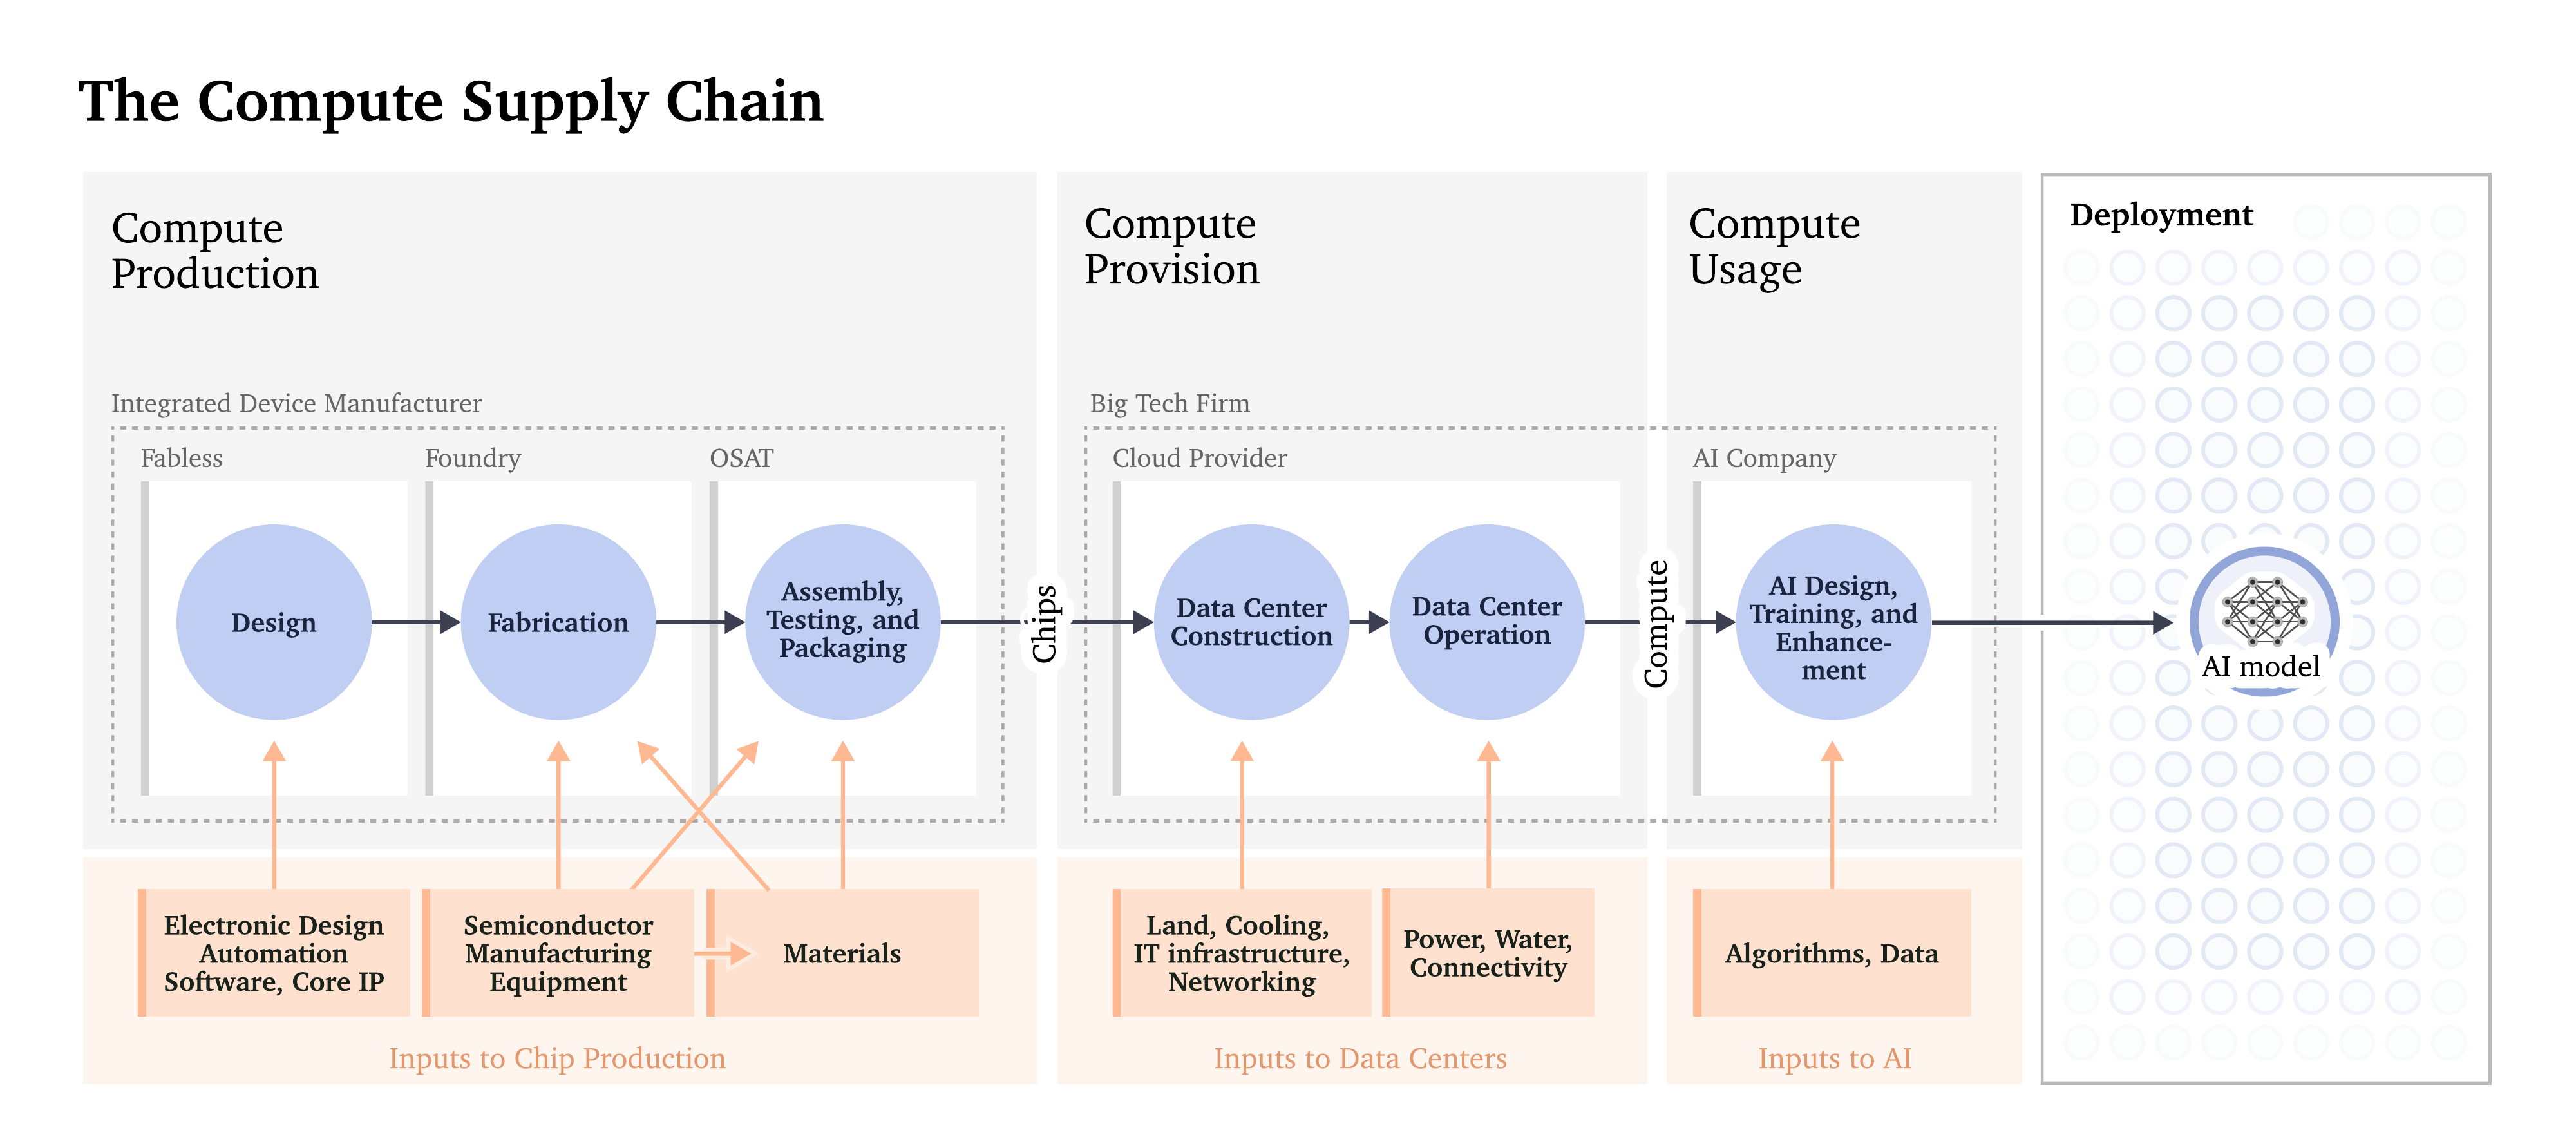 The Compute Supply Chain
Compute
Production
Compute
Provision
Compute
Usage
Deployment
Integrated Device Manufacturer
Big Tech Firm
Fabless
Foundry
OSAT
Cloud Provider
AI Company
Design
Fabrication
Assembly,
Testing, and
Packaging
Chips
Data Center
Construction
Data Center
Operation
Compute
AI Design,
Training, and
Enhance-
ment
AI model
Electronic Design
Automation
Software, Core IP
Semiconductor
Manufacturing
Equipment
Materials
Land, Cooling,
IT infrastructure,
Networking
Power, Water,
Connectivity
Algorithms, Data
Inputs to Chip Production
Inputs to Data Centers
Inputs to AI